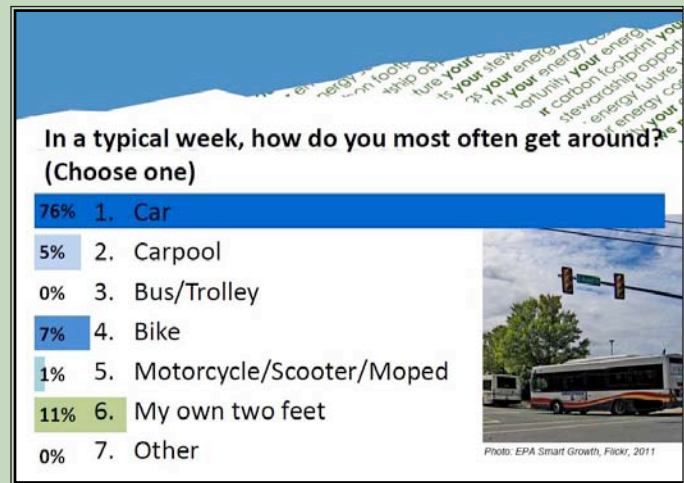 In a typical week, how do you most often get around?
(Choose one)
76% 1. Car
5% 2. Carpool
0% 3. Bus/Trolley
7% 4. Bike
1% 5. Motorcycle/Scooter/Moped
11% 6. My own two feet
0% 7. Other
Photo: EPA Smart Growth, Flickr, 2011